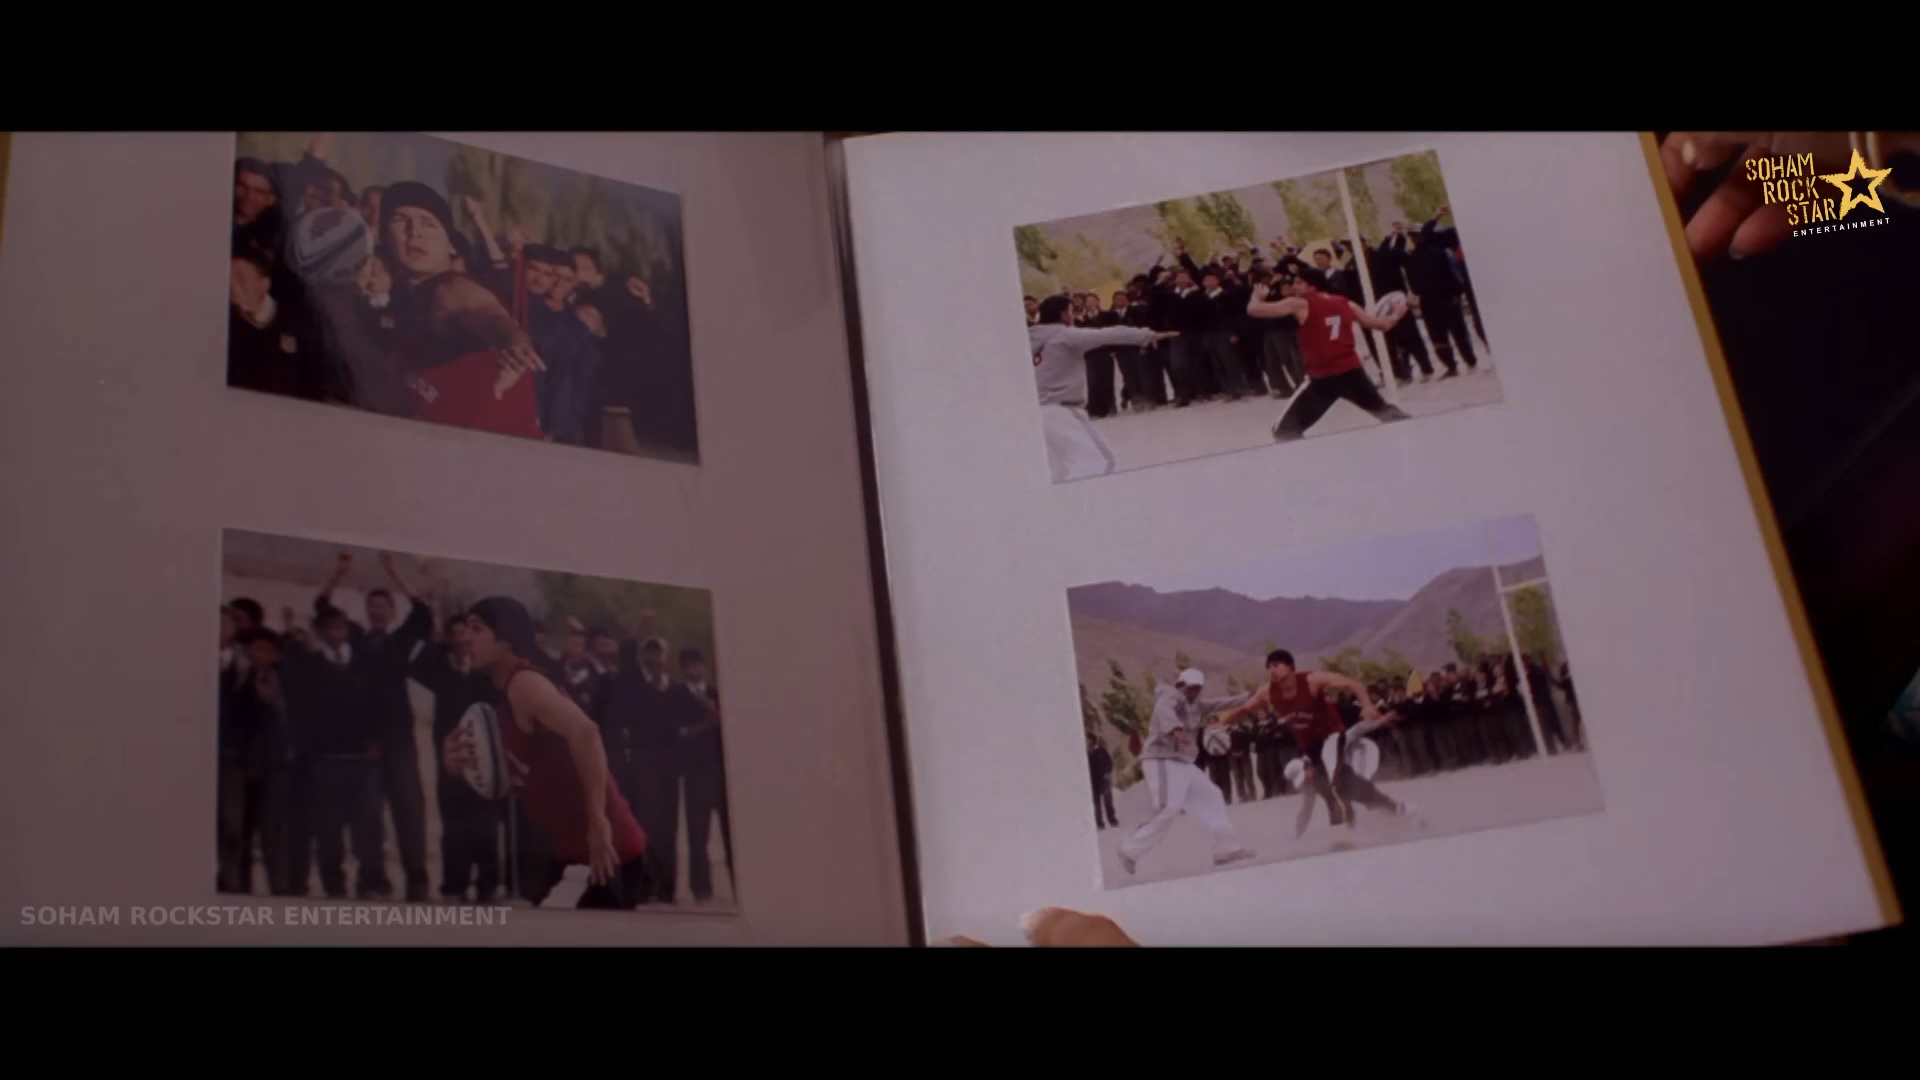 SOHAM
ROCK
STAR
ENTERTAINMENT
7
SOHAM ROCKSTAR ENTERTAINMENT